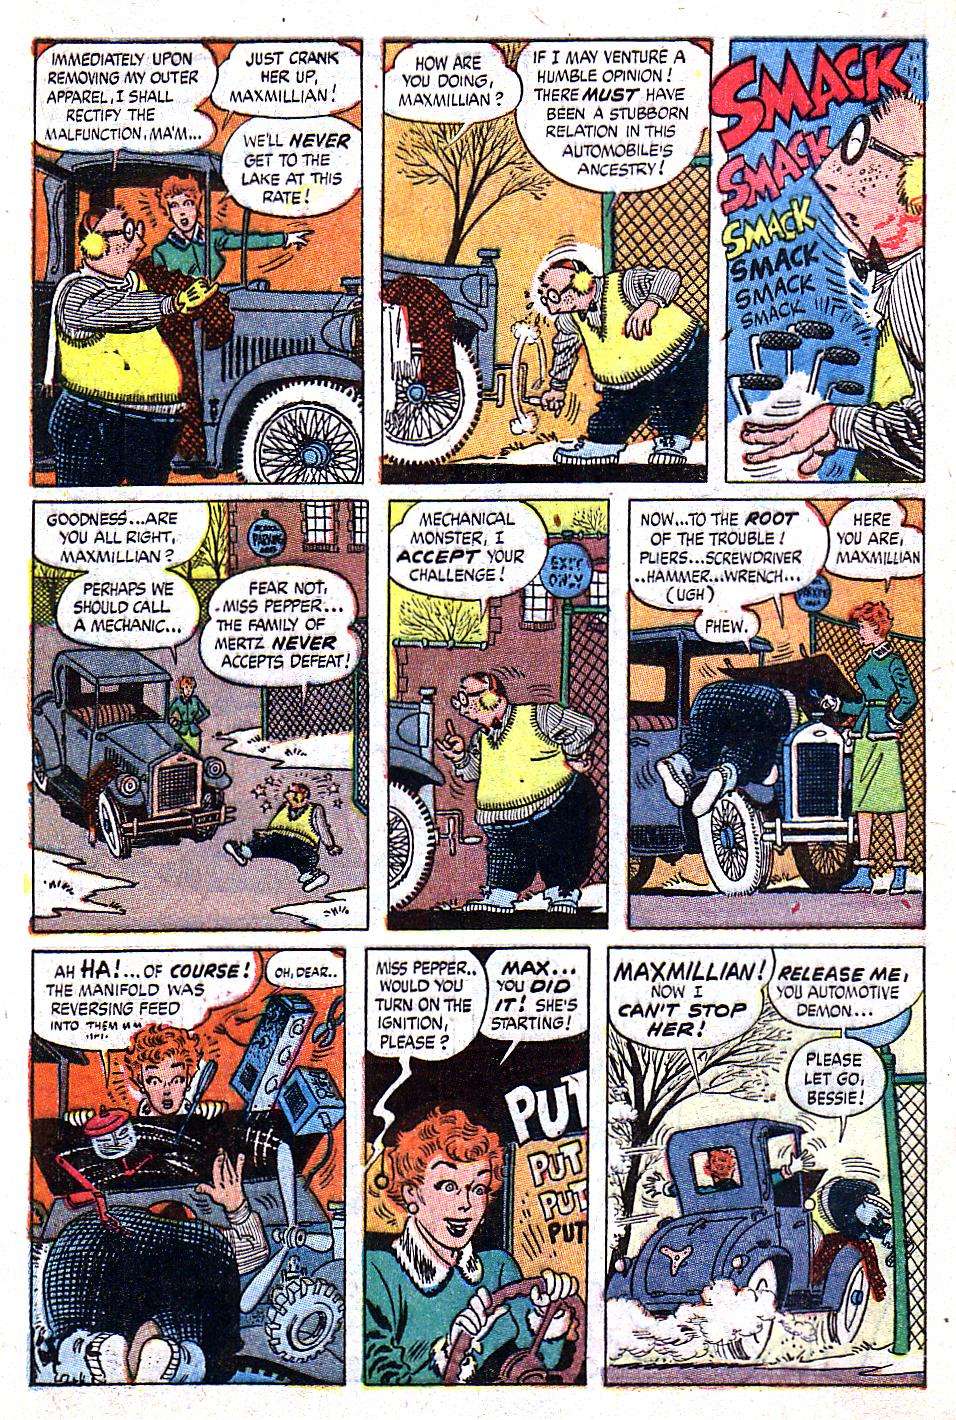 IMMEDIATELY UPON
REMOVING MY OUTER
APPAREL, I SHALL
RECTIFY THE
MALFUNCTION, MA'M...
JUST CRANK
HER UP,
MAXMILLIAN!
WE'LL NEVER
GET TO THE
LAKE AT THIS
RATE!
HOW ARE
YOU DOING,
MAXMILLIAN?
IF I MAY VENTURE A
HUMBLE OPINION!
THERE MUST HAVE
BEEN A STUBBORN
RELATION IN THIS
AUTOMOBILE'S
ANCESTRY!
SMACK
SMACK
SMACK
SMACK
SMACK
SMACK
GOODNESS...ARE
YOU ALL RIGHT,
MAXMILLIAN?
PERHAPS WE
SHOULD CALL
A MECHANIC...
SCHOOL
PARKING
AREA
FEAR NOT,
MISS PEPPER...
THE FAMILY OF
MERTZ NEVER
ACCEPTS DEFEAT!
MECHANICAL
MONSTER, I
ACCEPT YOUR
CHALLENGE!
EXIT
ONLY
NOW...TO THE ROOT
OF THE TROUBLE!
PLIERS...SCREWDRIVER
..HAMMER...WRENCH...
(UGH)
PHEW.
HERE
YOU ARE,
MAXMILLIAN
PARKING
AREA
AH HA!...OF COURSE!
THE MANIFOLD WAS
REVERSING FEED
INTO THEM
OH, DEAR..
MISS PEPPER..
WOULD YOU
TURN ON THE
IGNITION,
PLEASE?
MAX...
YOU DID
IT! SHE'S
STARTING!
PUT
PUT
PUT
PUT
MAXMILLIAN!
NOW I
CAN'T STOP
HER!
RELEASE ME,
YOU AUTOMOTIVE
DEMON...
PLEASE
LET GO,
BESSIE!